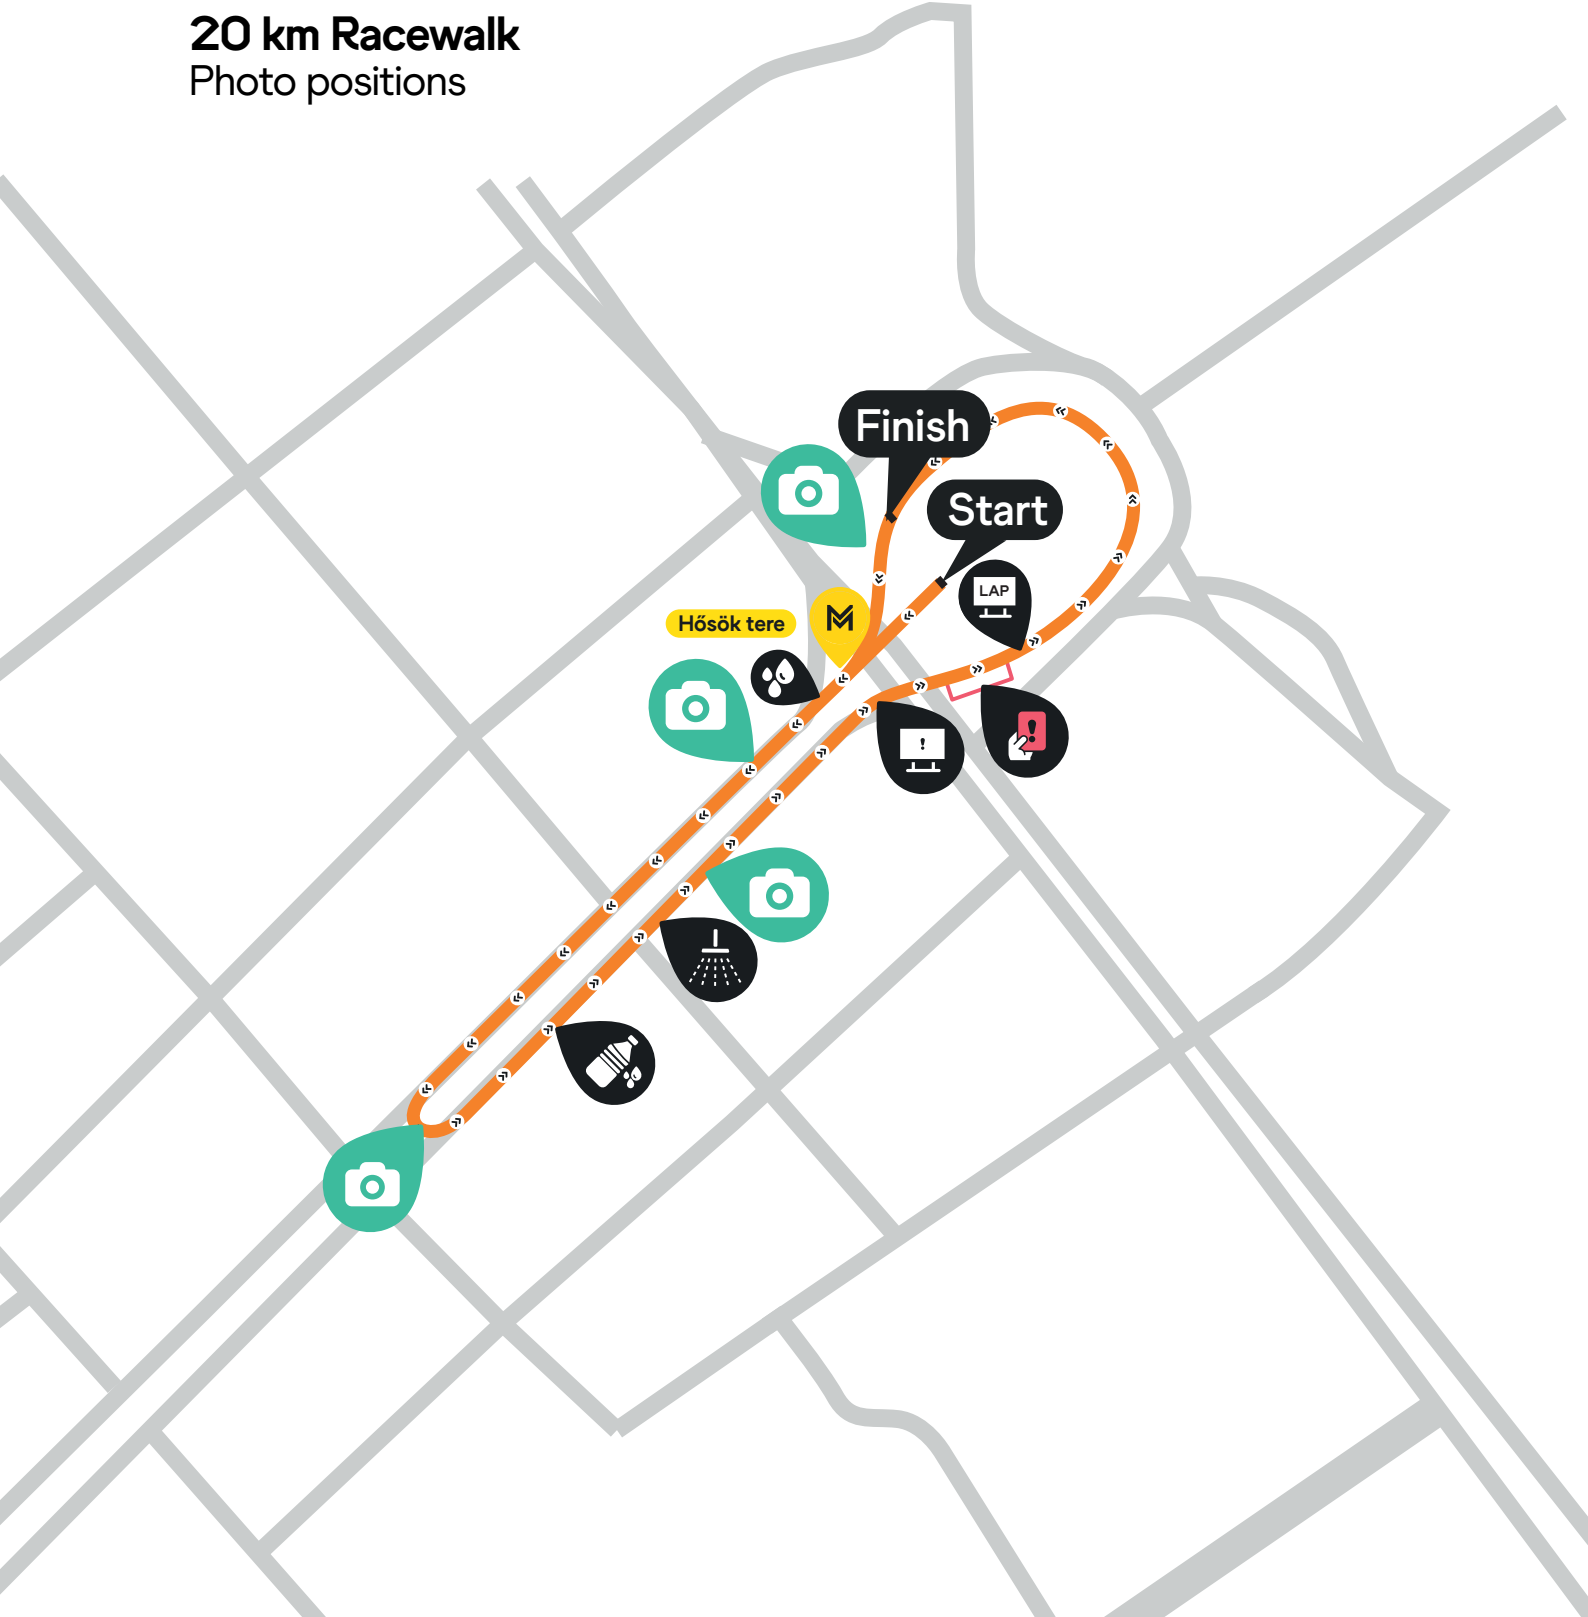 20 km Racewalk
Photo positions
Finish
Start
LAP
Hősök tere